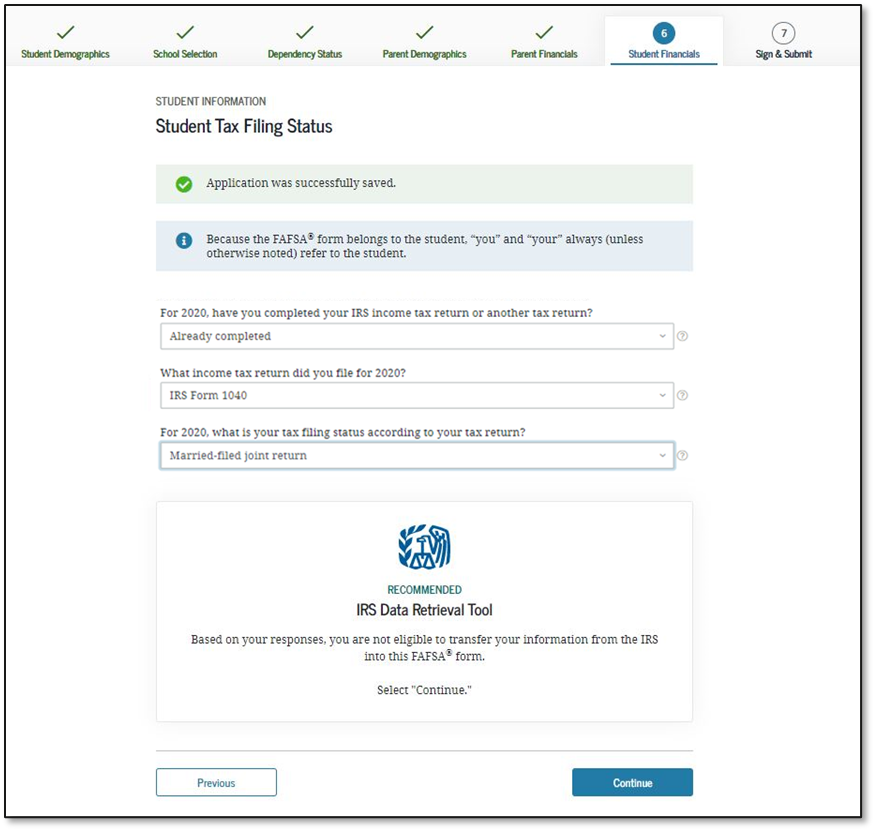 Student Demographics
School Selection
Dependency Status
Parent Demographics
Parent Financials
6
Student Financials
7
Sign & Submit
STUDENT INFORMATION
Student Tax Filing Status
Application was successfully saved.
Because the FAFSA® form belongs to the student, “you” and “your” always (unless
otherwise noted) refer to the student.
For 2020, have you completed your IRS income tax return or another tax return?
Already completed
What income tax return did you file for 2020?
IRS Form 1040
For 2020, what is your tax filing status according to your tax return?
Married-filed joint return
RECOMMENDED
IRS Data Retrieval Tool
Based on your responses, you are not eligible to transfer your information from the IRS
into this FAFSA® form.
Select "Continue."
Previous
Continue